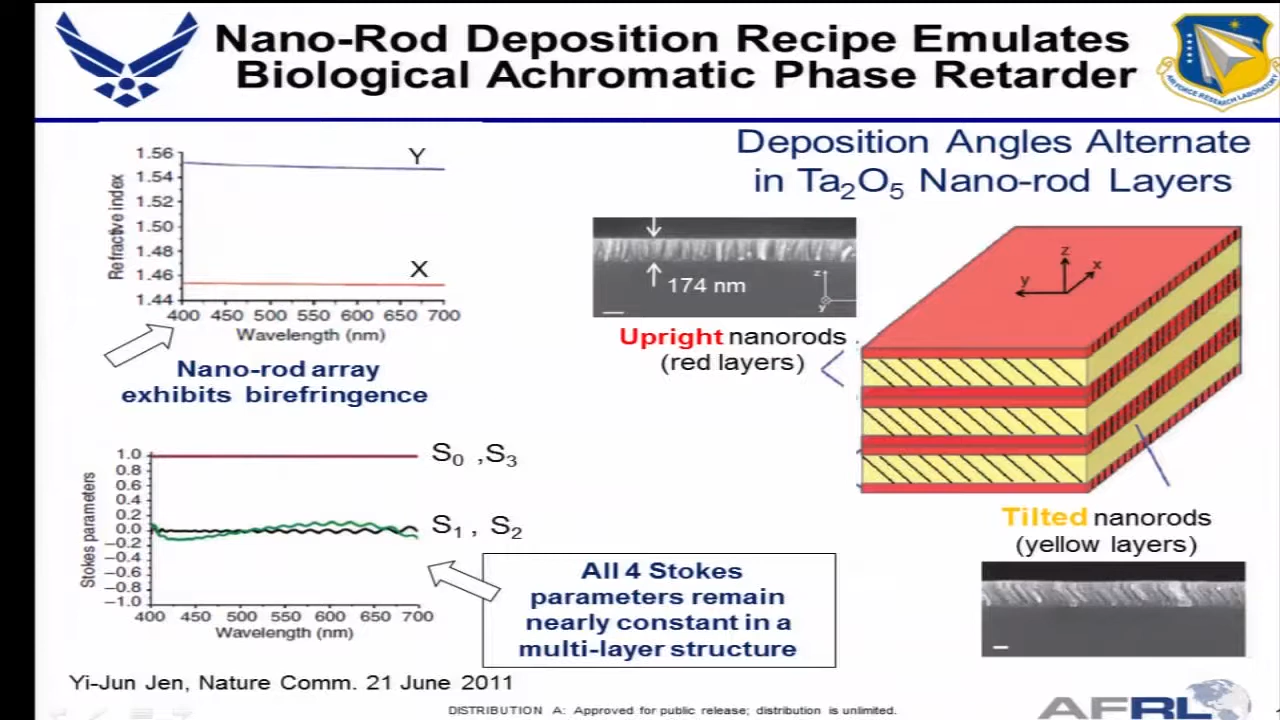 Nano-Rod Deposition Recipe Emulates
Biological Achromatic Phase Retarder
AIR FORCE RESEARCH LABORATORY
Deposition Angles Alternate
in Ta₂O₅ Nano-rod Layers
1.56
1.54
1.52
1.50
1.48
1.46
1.44
Refractive index
Y
X
400 450 500 550 600 650 700
Wavelength (nm)
Nano-rod array
exhibits birefringence
174 nm
z
y
Upright nanorods
(red layers)
z
x
y
1.0
0.8
0.6
0.4
0.2
0.0
−0.2
−0.4
−0.6
−0.8
−1.0
Stokes parameters
S₀ ,S₃
S₁ , S₂
400 450 500 550 600 650 700
Wavelength (nm)
All 4 Stokes
parameters remain
nearly constant in a
multi-layer structure
Tilted nanorods
(yellow layers)
Yi-Jun Jen, Nature Comm. 21 June 2011
DISTRIBUTION A: Approved for public release; distribution is unlimited.
AFRL